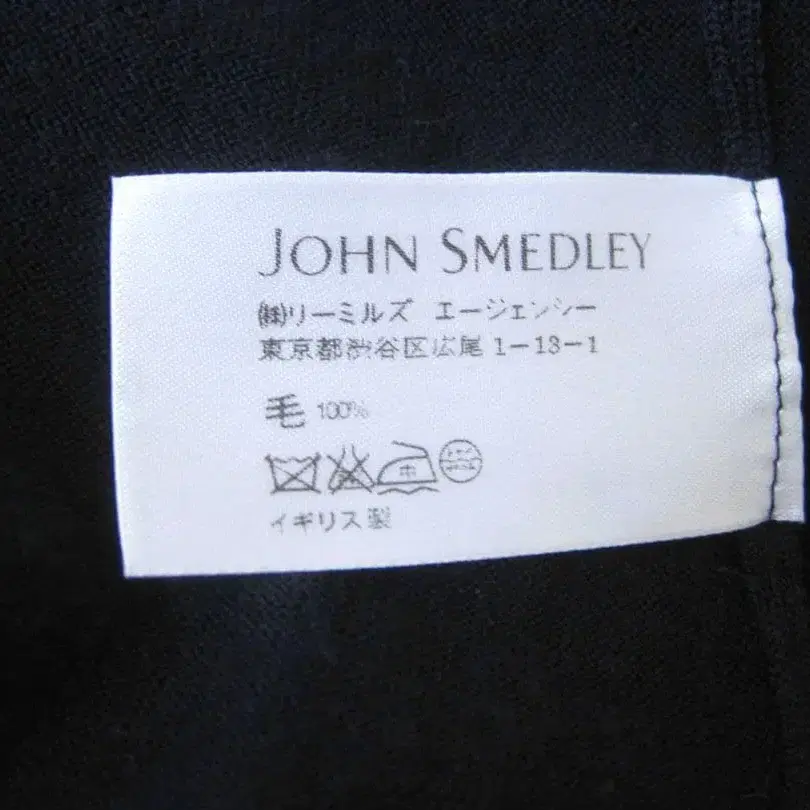 JOHN SMEDLEY
㈱リーミルズ エージェンシー
東京都渋谷区広尾 1-13-1
毛 100%
中
イギリス製